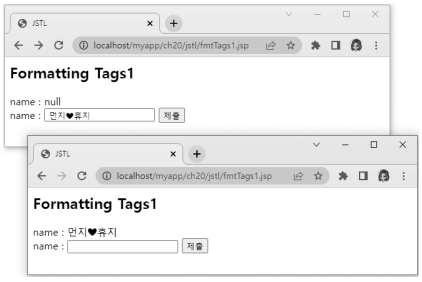 JSTL
localhost/myapp/ch20/jstl/fmtTags1.jsp
Formatting Tags1
name : null
name : 먼지♥휴지 제출
JSTL
localhost/myapp/ch20/jstl/fmtTags1.jsp
Formatting Tags1
name : 먼지♥휴지
name : 제출